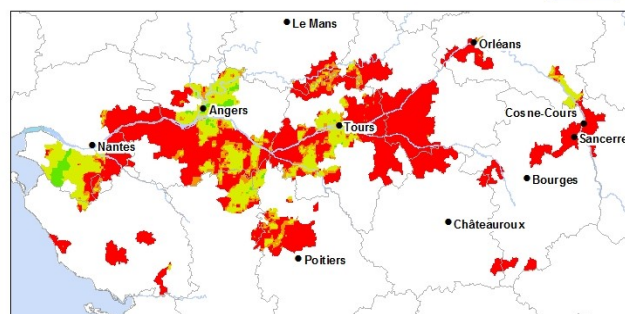 Le Mans
Orléans
Angers
Cosne-Cours
Tours
Sancerre
Nantes
Bourges
Châteauroux
Poitiers